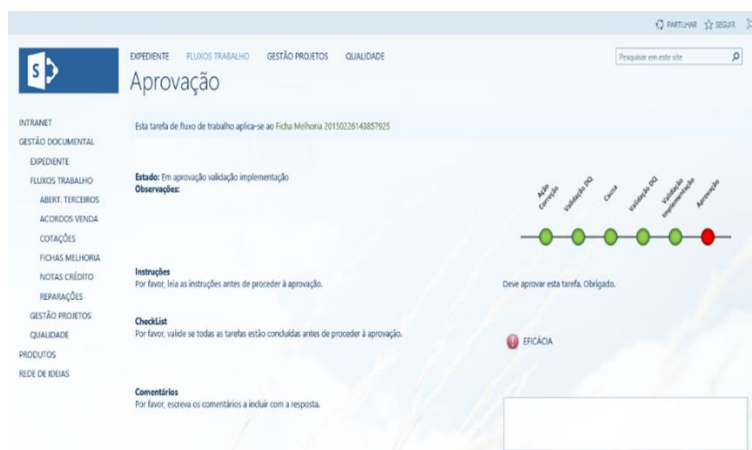 PARTILHAR SEGUIR
S
EXPEDIENTE FLUXOS TRABALHO GESTÃO PROJETOS QUALIDADE
Pesquisar em este site
Aprovação
INTRANET
GESTÃO DOCUMENTAL
EXPEDIENTE
FLUXOS TRABALHO
ABERT. TERCEIROS
ACORDOS VENDA
COTAÇÕES
FICHAS MELHORIA
NOTAS CRÉDITO
REPARAÇÕES
GESTÃO PROJETOS
QUALIDADE
PRODUTOS
REDE DE IDEIAS
Esta tarefa de fluxo de trabalho aplica-se ao Ficha Melhoria 20150226143857925
Estado: Em aprovação validação implementação
Observações:
Ação
Correção
Validação DQ
Causa
Validação DQ
Validação
Implementação
Aprovação
Instruções
Por favor, leia as instruções antes de proceder à aprovação.
Deve aprovar esta tarefa. Obrigado.
CheckList
Por favor, valide se todas as tarefas estão concluídas antes de proceder à aprovação.
EFICÁCIA
Comentários
Por favor, escreva os comentários a incluir com a resposta.